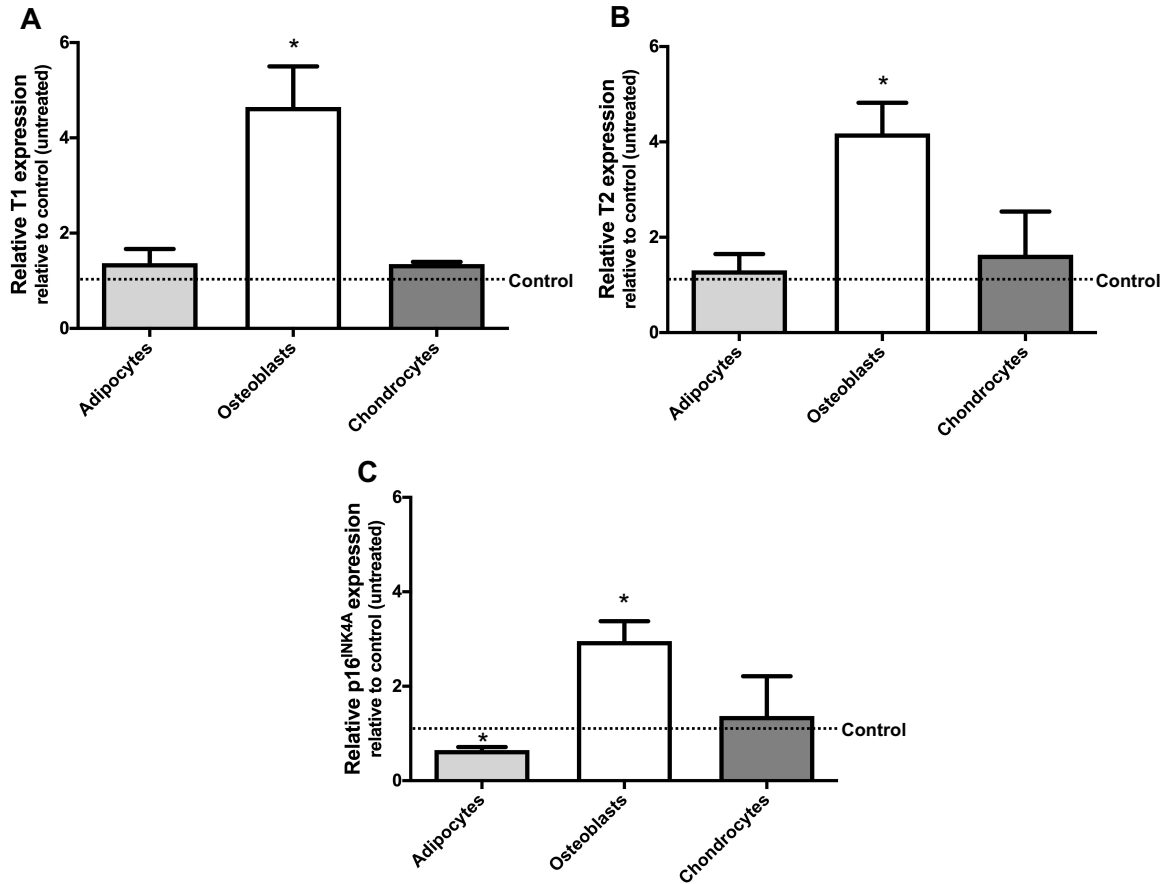 A
Relative T1 expression
relative to control (untreated)
6
4
2
0
*
Control
Adipocytes
Osteoblasts
Chondrocytes
B
Relative T2 expression
relative to control (untreated)
6
4
2
0
*
Control
Adipocytes
Osteoblasts
Chondrocytes
C
Relative p16INK4A expression
relative to control (untreated)
6
4
2
0
*
*
Control
Adipocytes
Osteoblasts
Chondrocytes